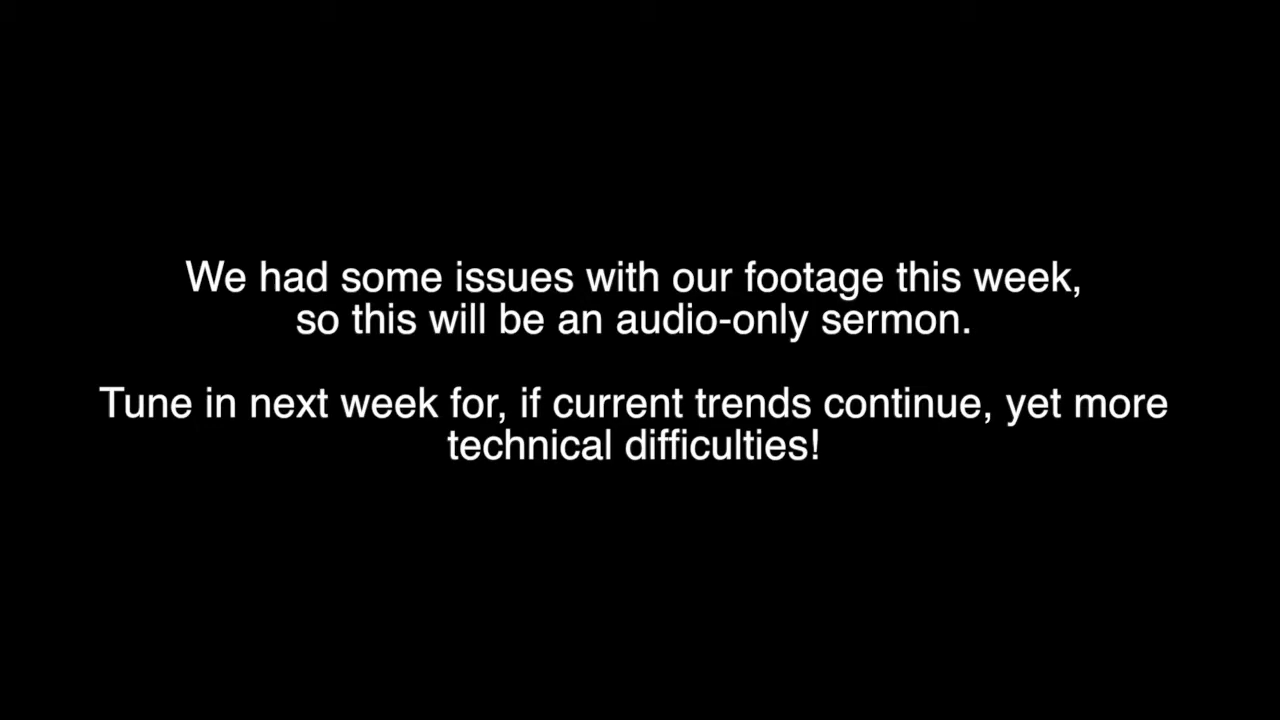 We had some issues with our footage this week,
so this will be an audio-only sermon.
Tune in next week for, if current trends continue, yet more
technical difficulties!